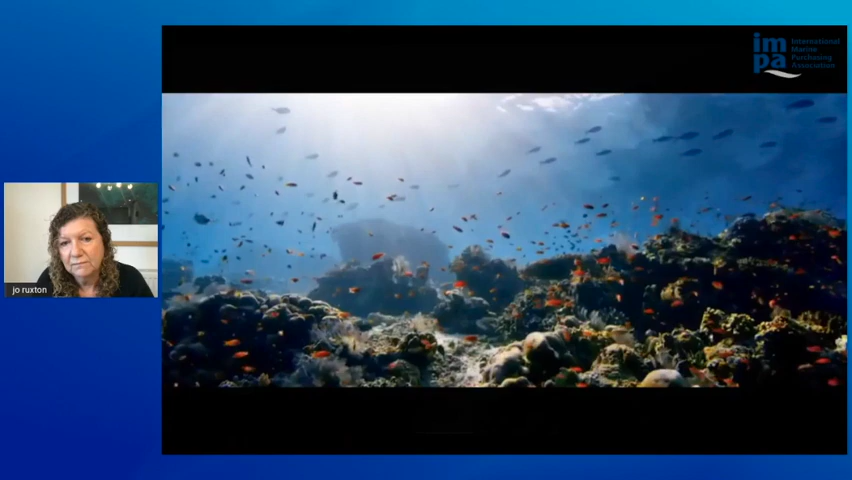 impa
International
Marine
Purchasing
Association
jo ruxton